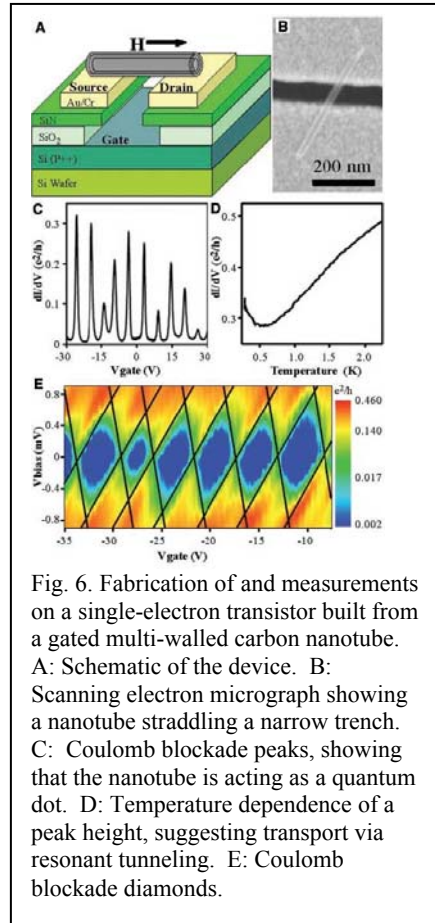 A
B
H
Source
Drain
Au/Cr
SiN
SiO2
Gate
Si (P++)
Si Wafer
200 nm
C
D
dI/dV (e²/h)
0.3
0.2
0.1
0
-30
-15
0
15
30
Vgate (V)
dI/dV (e²/h)
0.5
0.4
0.3
0.5
1.0
1.5
2.0
Temperature (K)
E
Vbias (mV)
0.8
0.4
0
-0.4
-0.8
-35
-30
-25
-20
-15
-10
Vgate (V)
e²/h
0.460
0.140
0.017
0.002
Fig. 6. Fabrication of and measurements
on a single-electron transistor built from
a gated multi-walled carbon nanotube.
A: Schematic of the device. B:
Scanning electron micrograph showing
a nanotube straddling a narrow trench.
C: Coulomb blockade peaks, showing
that the nanotube is acting as a quantum
dot. D: Temperature dependence of a
peak height, suggesting transport via
resonant tunneling. E: Coulomb
blockade diamonds.